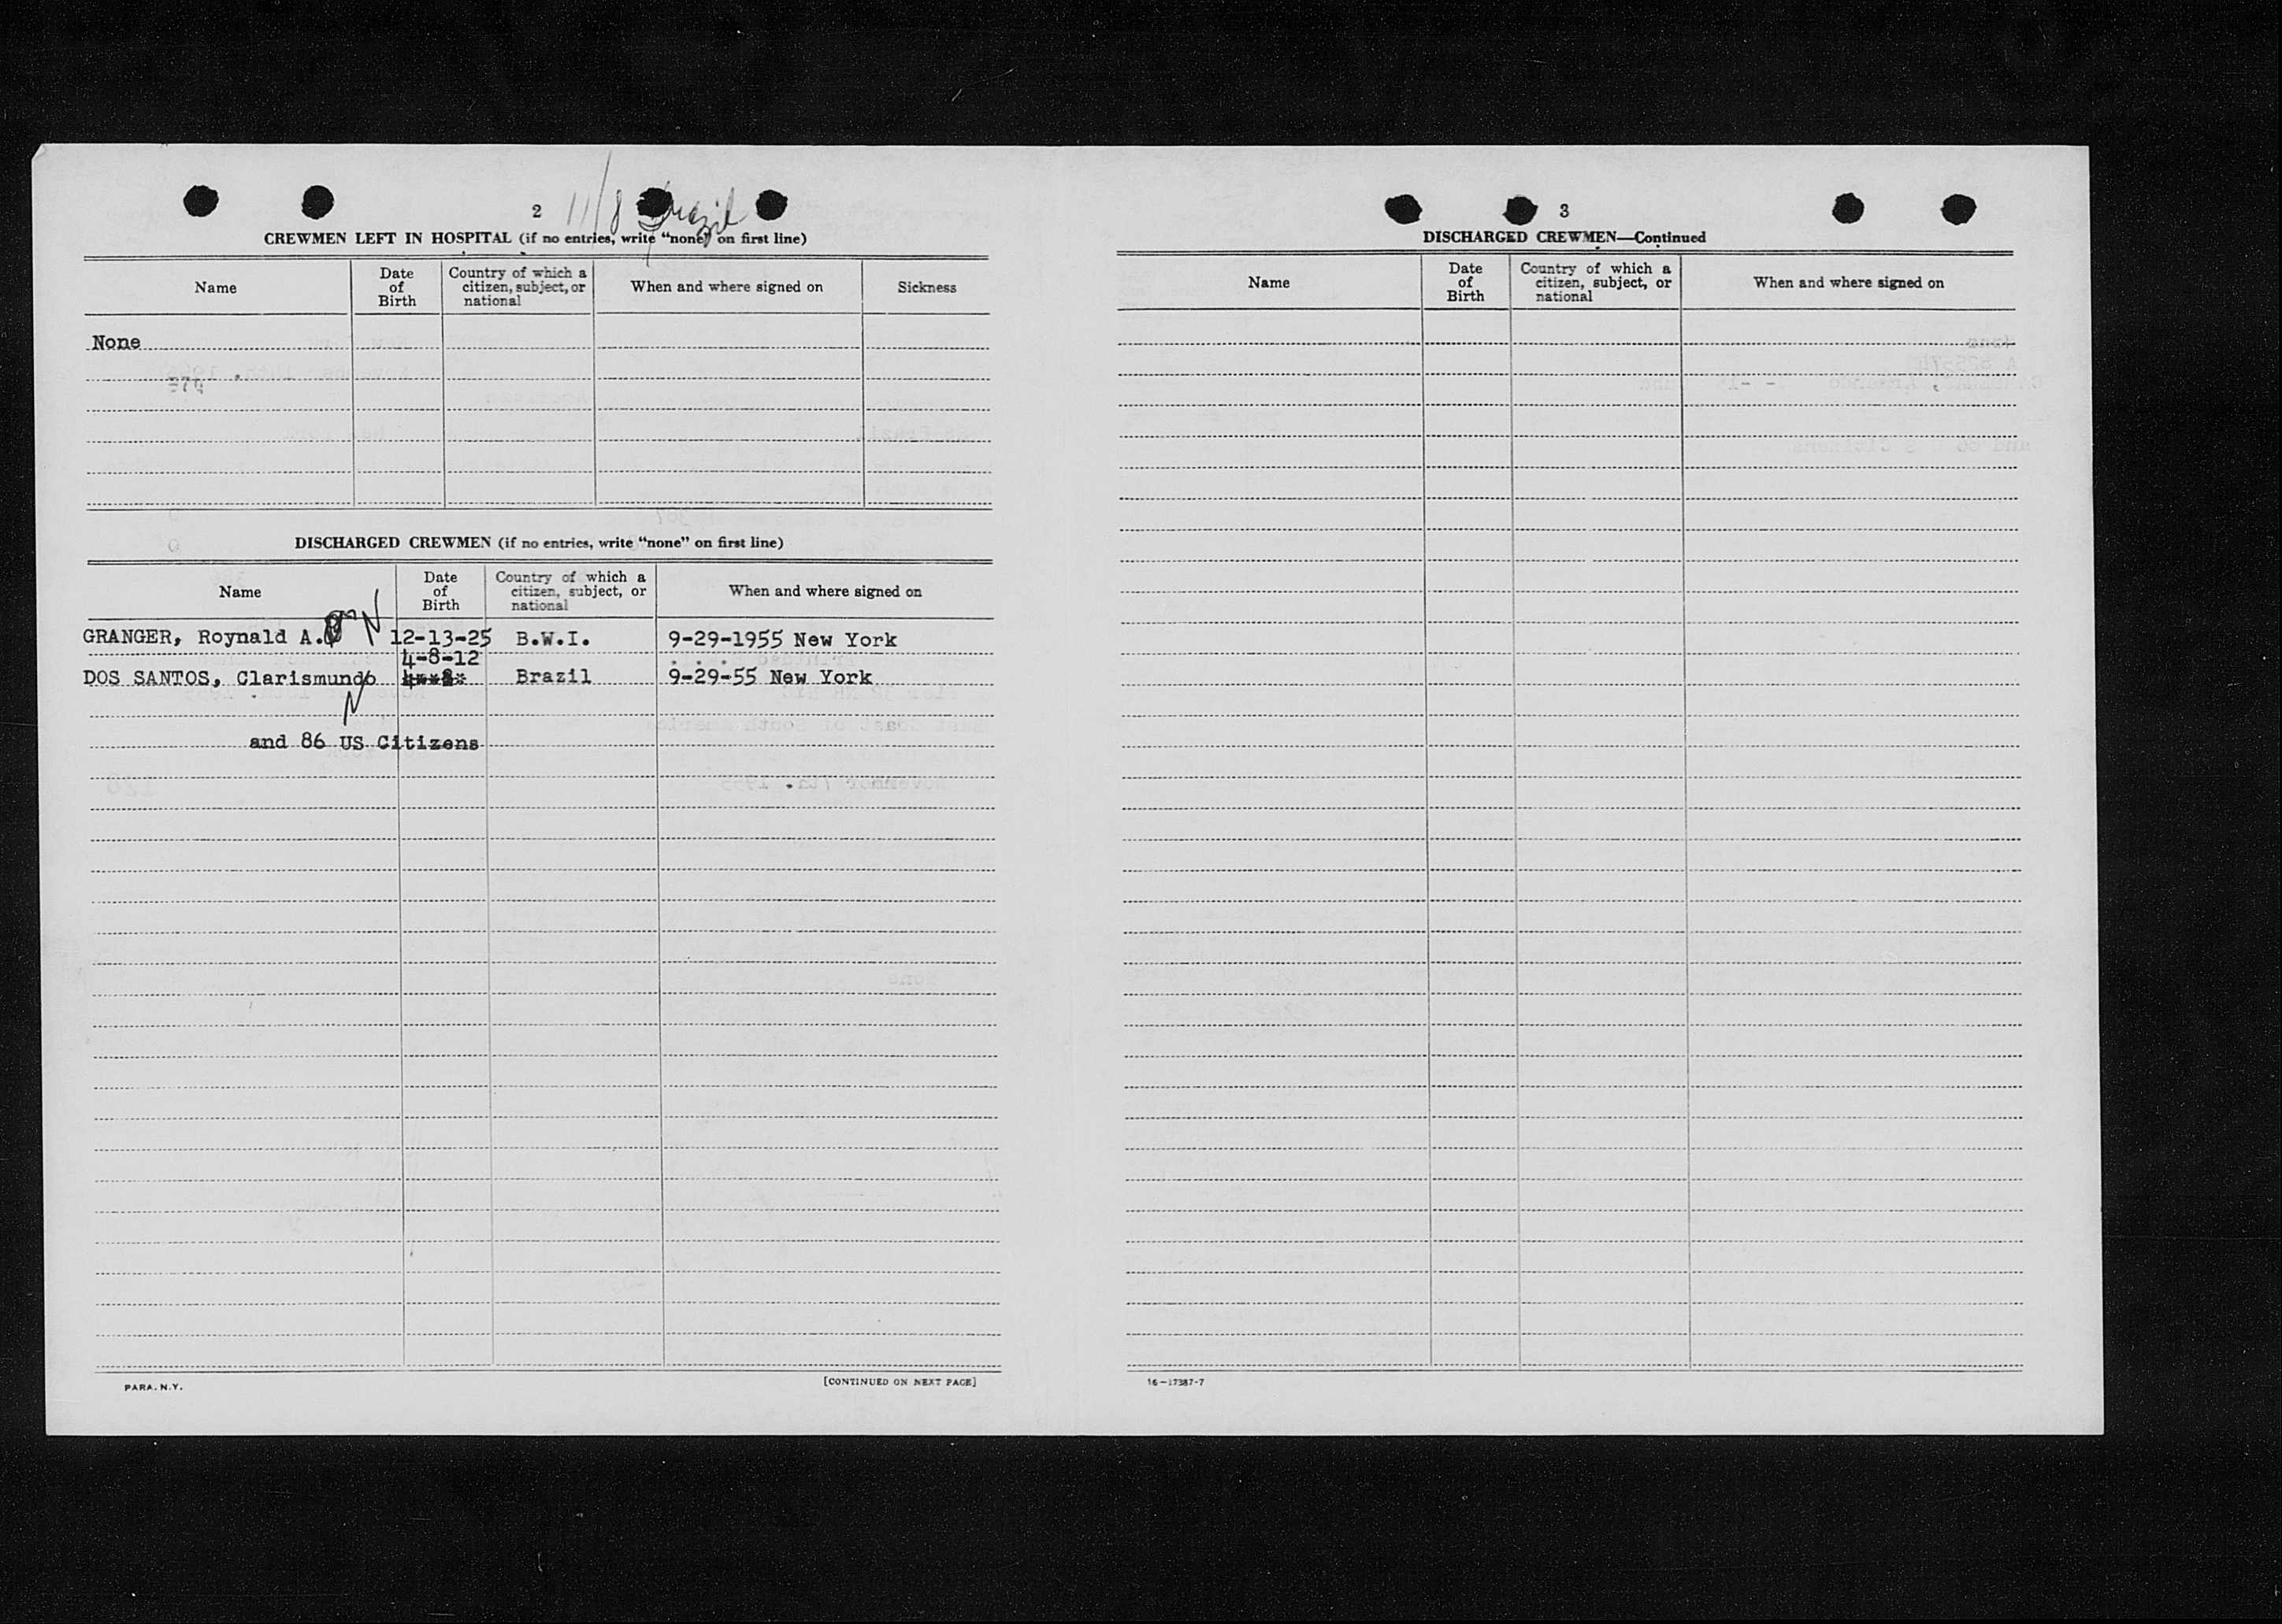 2 11/8 Brazil
CREWMEN LEFT IN HOSPITAL (if no entries, write "none" on first line)
Name Date of Birth Country of which a citizen, subject, or national When and where signed on Sickness
None
DISCHARGED CREWMEN (if no entries, write "none" on first line)
Name Date of Birth Country of which a citizen, subject, or national When and where signed on
GRANGER, Roynald A. N 12-13-25 B.W.I. 9-29-1955 New York
4-8-12
DOS SANTOS, Clarismundo Brazil 9-29-55 New York
N
and 86 US Citizens
PARA. N.Y. [CONTINUED ON NEXT PAGE]
3
DISCHARGED CREWMEN—Continued
Name Date of Birth Country of which a citizen, subject, or national When and where signed on
16-17387-7